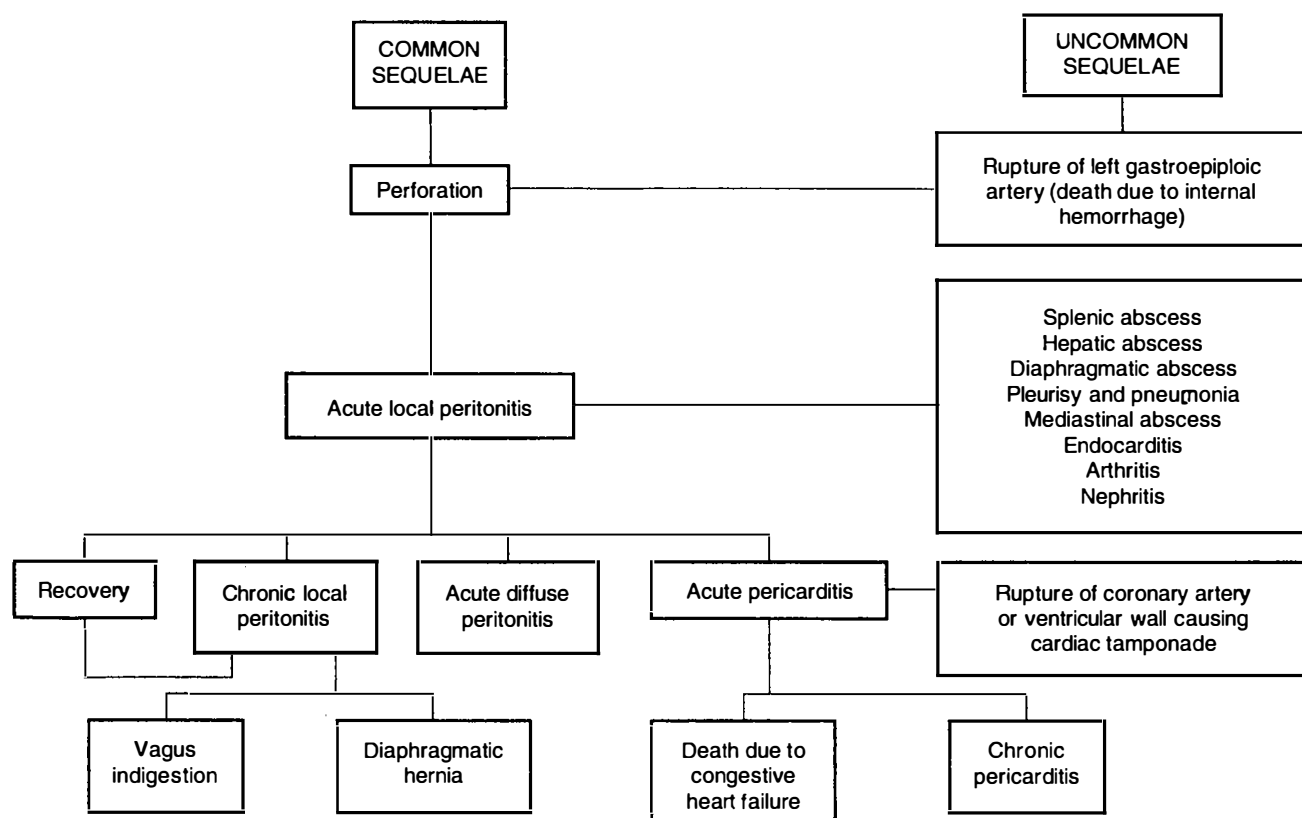 COMMON
SEQUELAE
UNCOMMON
SEQUELAE
Perforation
Rupture of left gastroepiploic
artery (death due to internal
hemorrhage)
Acute local peritonitis
Splenic abscess
Hepatic abscess
Diaphragmatic abscess
Pleurisy and pneumonia
Mediastinal abscess
Endocarditis
Arthritis
Nephritis
Recovery
Chronic local
peritonitis
Acute diffuse
peritonitis
Acute pericarditis
Rupture of coronary artery
or ventricular wall causing
cardiac tamponade
Vagus
indigestion
Diaphragmatic
hernia
Death due to
congestive
heart failure
Chronic
pericarditis